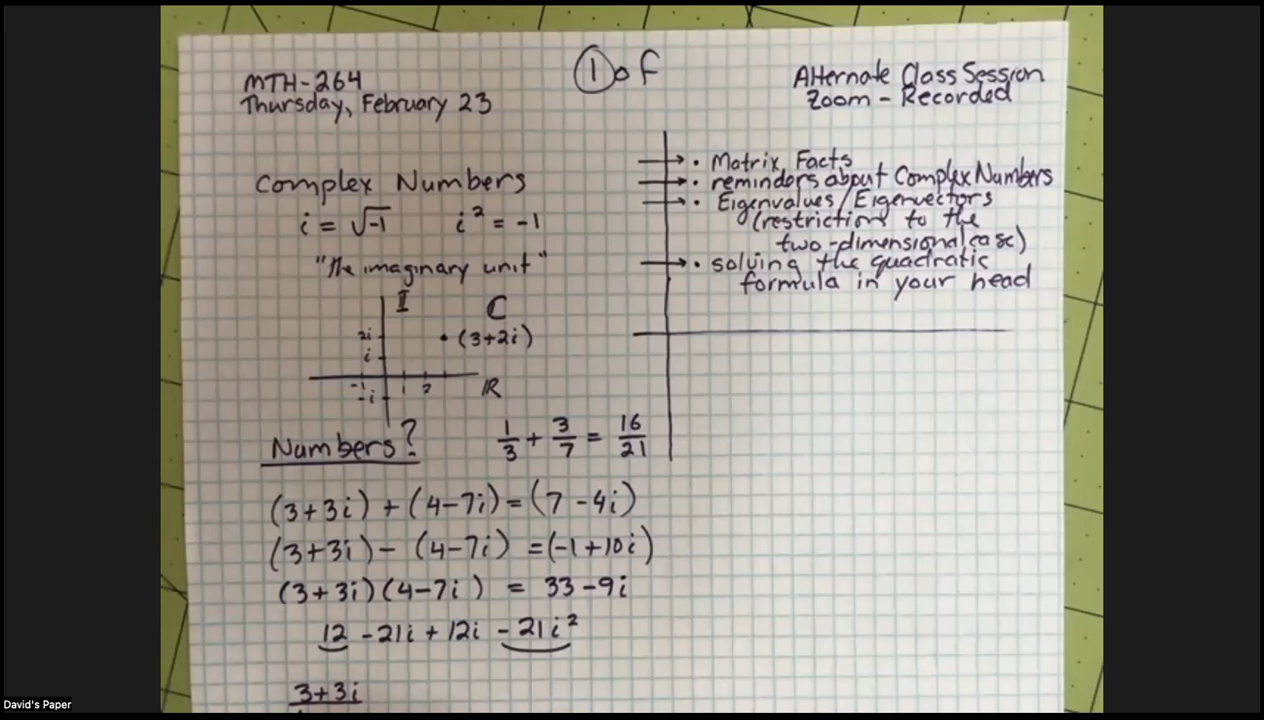 ① of
MTH-264
Thursday, February 23
Alternate Class Session
Zoom - Recorded
Complex Numbers
i = √-1    i² = -1
"the imaginary unit"
I
ℂ
2i
i
(3+2i)
-1 1 2
-i
ℝ
→ • Matrix Facts
→ • reminders about Complex Numbers
→ • Eigenvalues/Eigenvectors
(restriction to the
two-dimensional case)
→ • solving the quadratic
formula in your head
Numbers?
1/3 + 3/7 = 16/21
(3+3i) + (4-7i) = (7 - 4i)
(3+3i) - (4-7i) = (-1+10i)
(3+3i)(4-7i) = 33-9i
12 - 21i + 12i - 21i²
3+3i
David's Paper